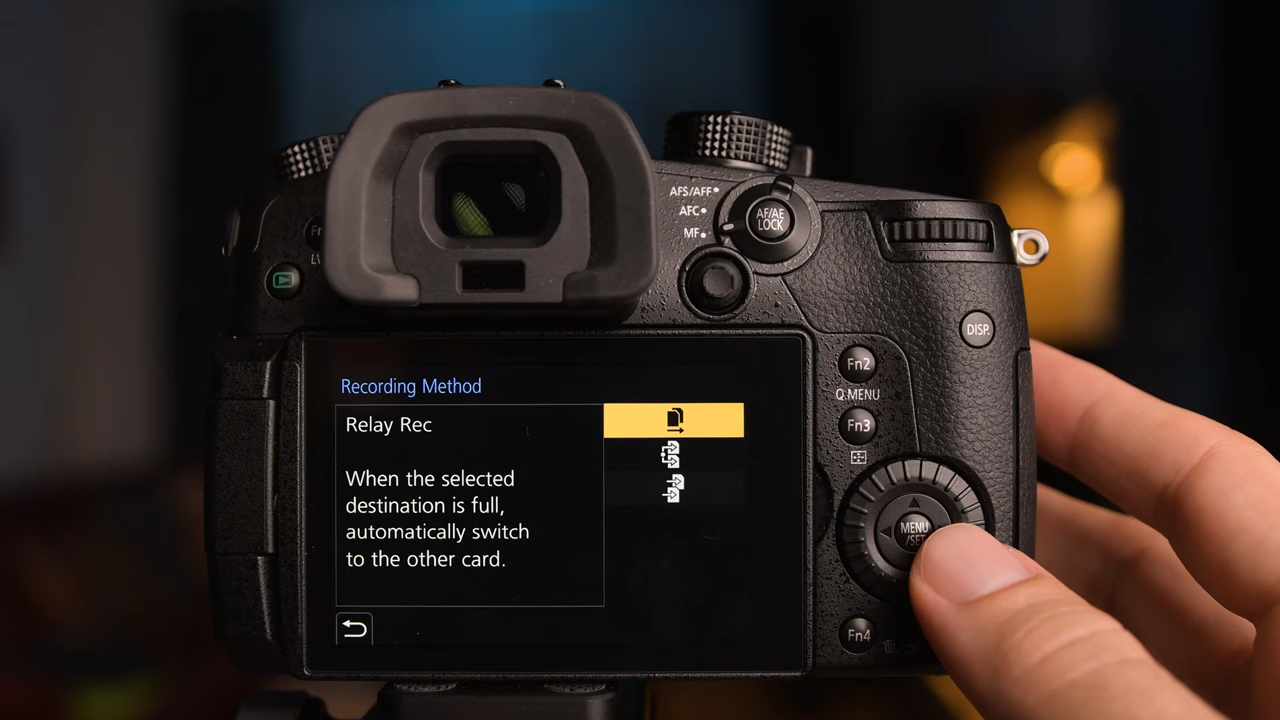 AFS/AFF
AFC
MF
AF/AE
LOCK
DISP.
Fn2
Q.MENU
Fn3
MENU
/SET
Fn4
Recording Method
Relay Rec
When the selected
destination is full,
automatically switch
to the other card.